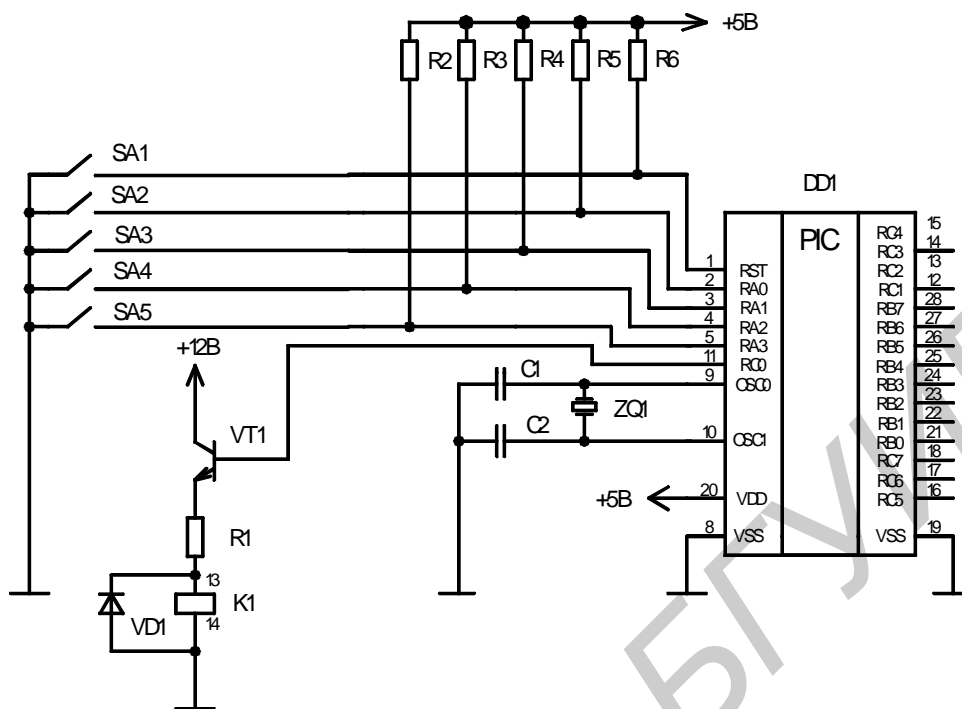 +5В
R2 R3 R4 R5 R6
SA1
SA2
SA3
SA4
SA5
DD1
PIC
1 RST
2 RA0
3 RA1
4 RA2
5 RA3
11 RC0
9 OSC0
10 OSC1
20 VDD
8 VSS
RC4 15
RC3 14
RC2 13
RC1 12
RB7 28
RB6 27
RB5 26
RB4 25
RB3 24
RB2 23
RB1 22
RB0 21
RC7 18
RC6 17
RC5 16
VSS 19
+12В
VT1
C1
ZQ1
C2
+5В
R1
13
K1
14
VD1
БГУИР